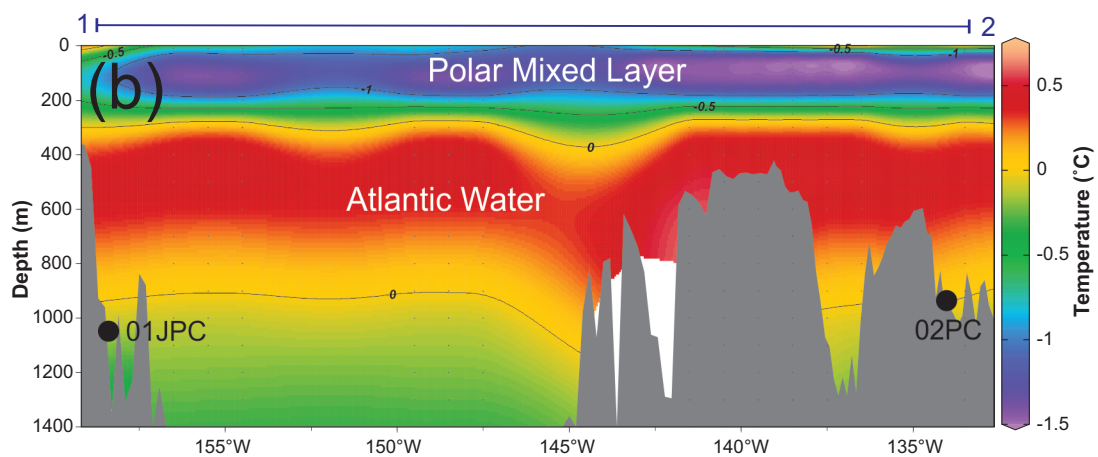 1 2
(b)
Polar Mixed Layer
Atlantic Water
01JPC
02PC
-0.5
-0.5
-1
-1
-0.5
0
0
Depth (m)
0
200
400
600
800
1000
1200
1400
155°W 150°W 145°W 140°W 135°W
0.5
0
-0.5
-1
-1.5
Temperature (°C)